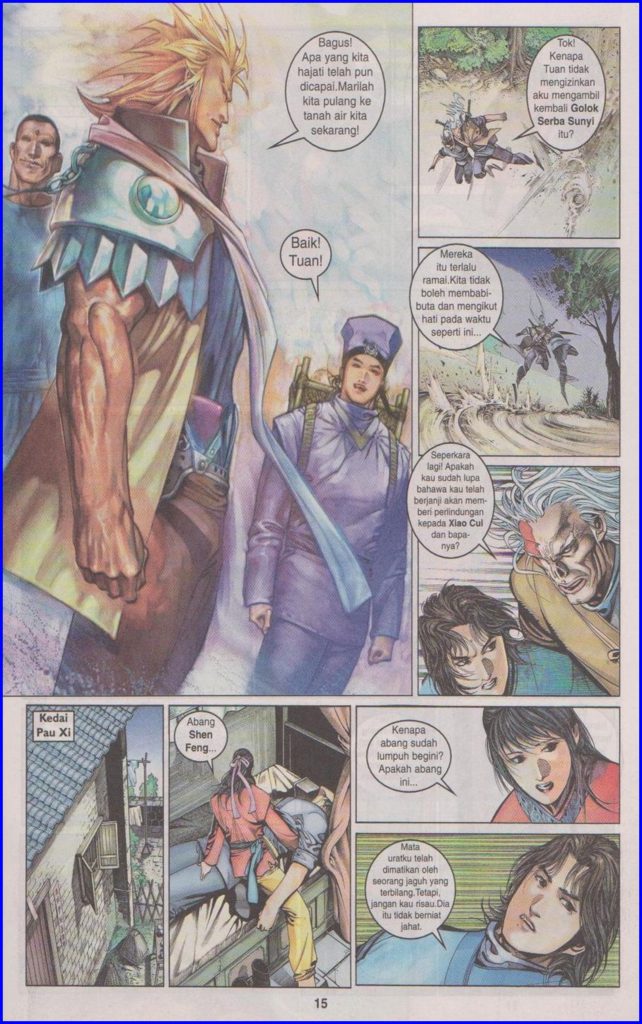 Bagus!
Apa yang kita
hajati telah pun
dicapai.Marilah
kita pulang ke
tanah air kita
sekarang!
Baik!
Tuan!
Tok!
Kenapa
Tuan tidak
mengizinkan
aku mengambil
kembali Golok
Serba Sunyi
itu?
Mereka
itu terlalu
ramai.Kita tidak
boleh membabi-
buta dan mengikut
hati pada waktu
seperti ini...
Seperkara
lagi! Apakah
kau sudah lupa
bahawa kau telah
berjanji akan mem-
beri perlindungan
kepada Xiao Cui
dan bapa-
nya?
Kedai
Pau Xi
Abang
Shen
Feng...
Kenapa
abang sudah
lumpuh begini?
Apakah abang
ini...
Mata
uratku telah
dimatikan oleh
seorang jaguh yang
terbilang.Tetapi,
jangan kau risau.Dia
itu tidak berniat
jahat.
15